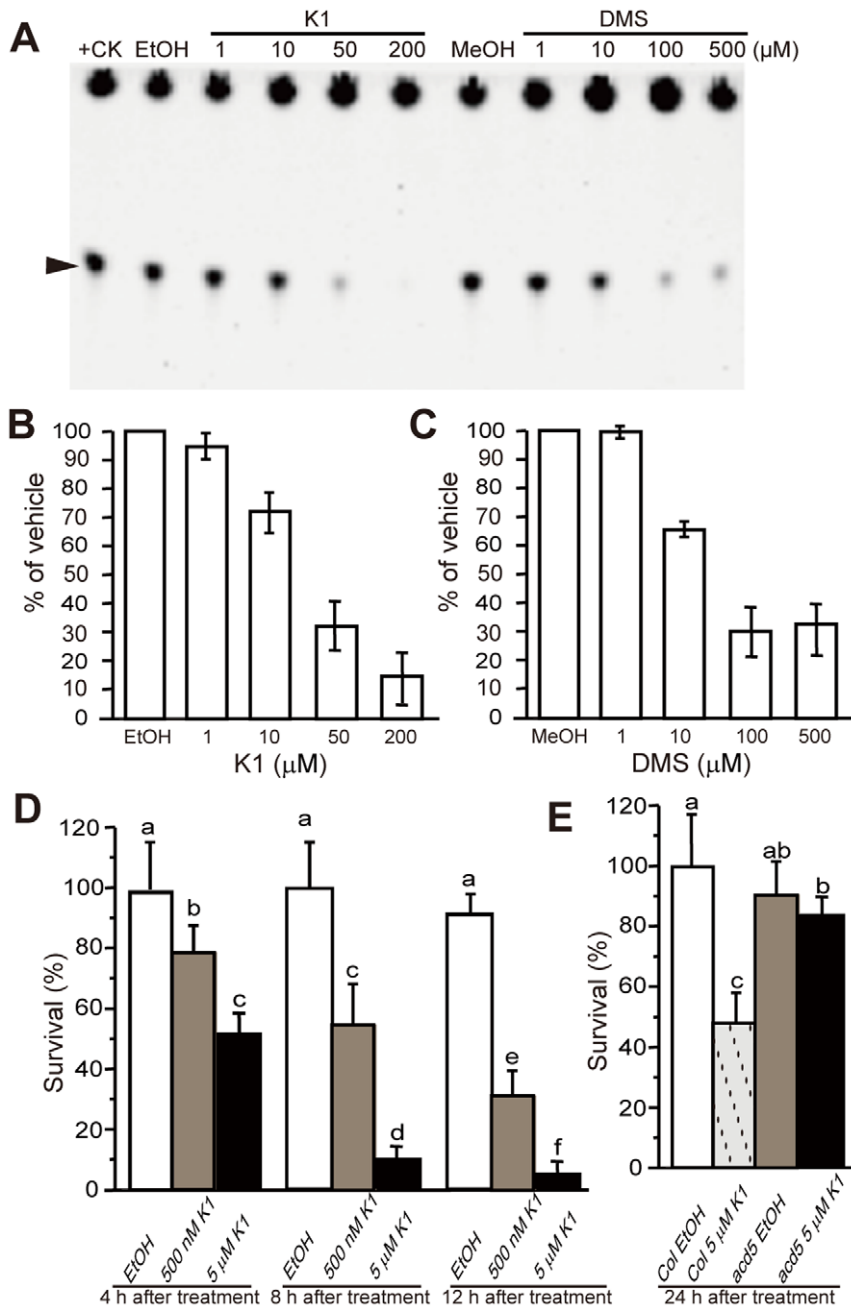 A
K1
DMS
+CK EtOH 1 10 50 200 MeOH 1 10 100 500 (μM)
B
% of vehicle
100
90
80
70
60
50
40
30
20
10
0
EtOH 1 10 50 200
K1 (μM)
C
% of vehicle
100
90
80
70
60
50
40
30
20
10
0
MeOH 1 10 100 500
DMS (μM)
D
Survival (%)
120
100
80
60
40
20
0
a b c a c d a e f
EtOH 500 nM K1 5 μM K1 EtOH 500 nM K1 5 μM K1 EtOH 500 nM K1 5 μM K1
4 h after treatment 8 h after treatment 12 h after treatment
E
Survival (%)
120
100
80
60
40
20
0
a c ab b
Col EtOH Col 5 μM K1 acd5 EtOH acd5 5 μM K1
24 h after treatment